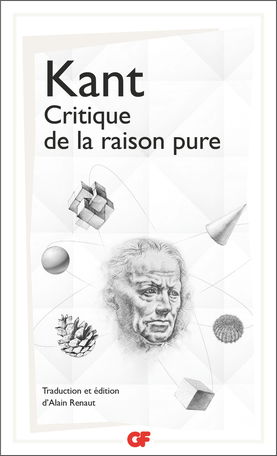 Kant
Critique
de la raison pure
Traduction et édition
d'Alain Renaut
GF